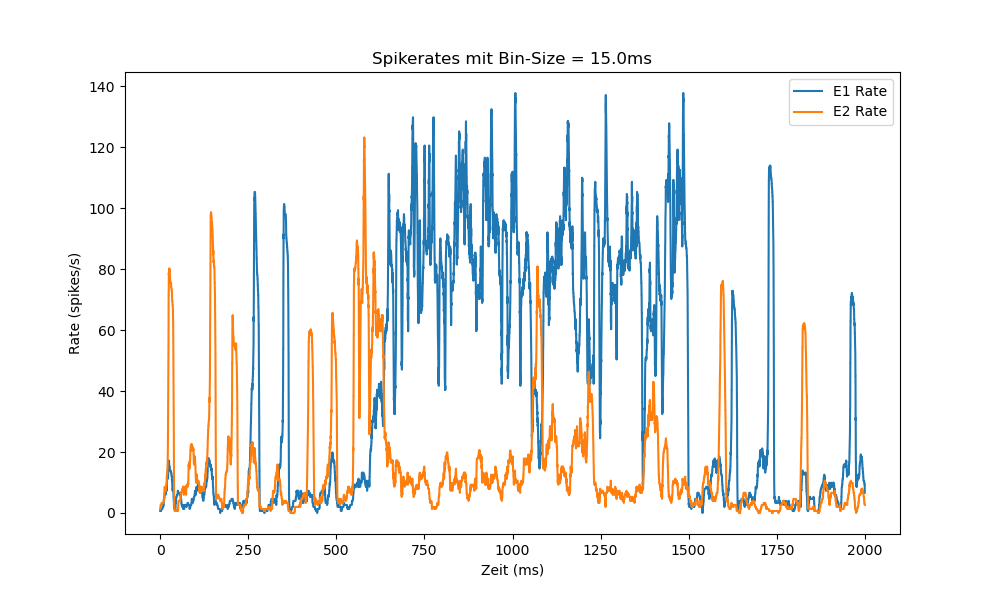 Spikerates mit Bin-Size = 15.0ms
E1 Rate
E2 Rate
140
120
100
80
60
40
20
0
Rate (spikes/s)
0 250 500 750 1000 1250 1500 1750 2000
Zeit (ms)